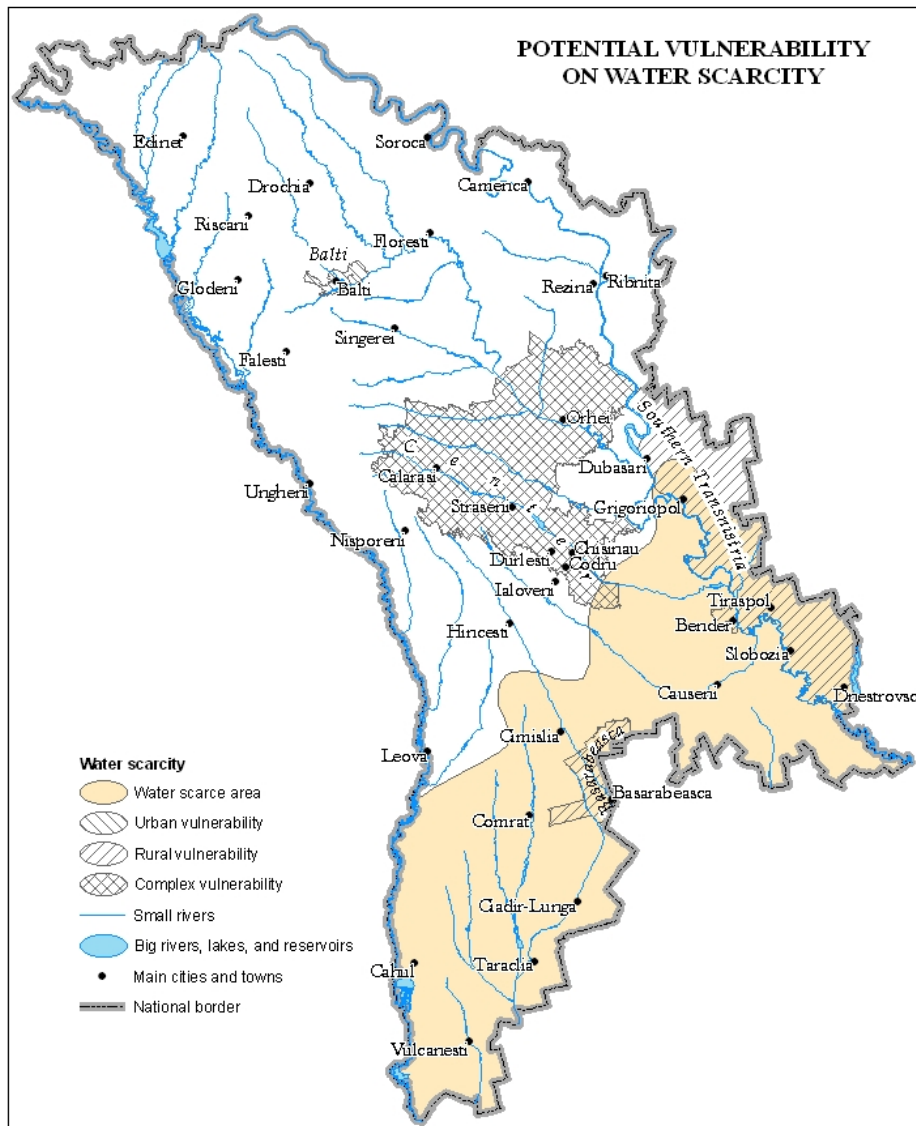 POTENTIAL VULNERABILITY
ON WATER SCARCITY
Edinet
Soroca
Drochia
Camenca
Riscani
Floresti
Balti
Glodeni
Balti
Rezina
Ribnita
Singerei
Falesti
Orhei
Southern Transnistria
Center
Dubasari
Calarasi
Ungheni
Straseni
Grigoriopol
Nisporeni
Chisinau
Durlesti
Codru
Ialoveni
Tiraspol
Hincesti
Bender
Slobozia
Causeni
Dnestrovsc
Cimislia
Leova
Basarabeasca
Basarabeasca
Comrat
Ciadir-Lunga
Cahul
Taraclia
Vulcanesti
Water scarcity
Water scarce area
Urban vulnerability
Rural vulnerability
Complex vulnerability
Small rivers
Big rivers, lakes, and reservoirs
Main cities and towns
National border